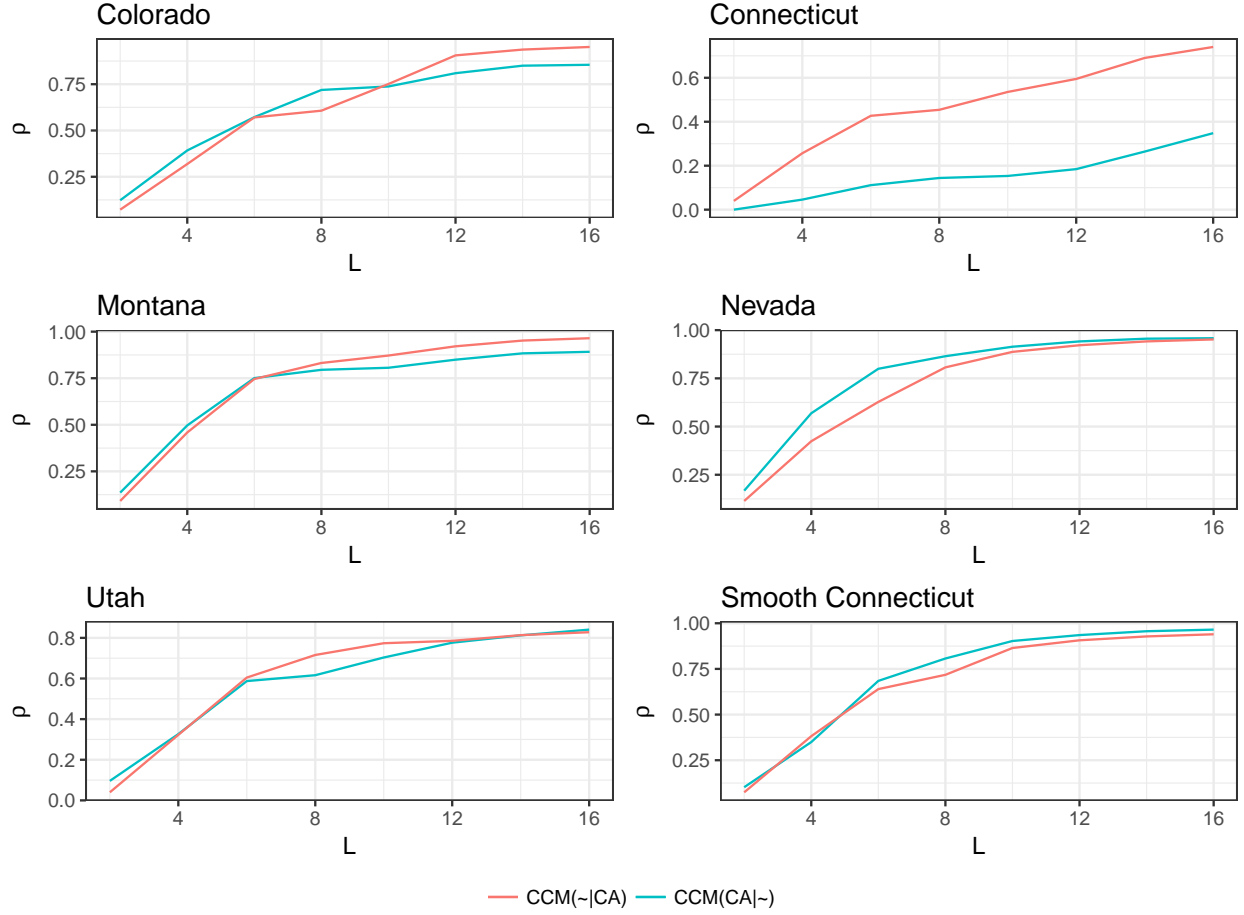 Colorado
Connecticut
ρ
0.75
0.50
0.25
4
8
12
16
L
ρ
0.6
0.4
0.2
0.0
4
8
12
16
L
Montana
Nevada
ρ
1.00
0.75
0.50
0.25
4
8
12
16
L
ρ
1.00
0.75
0.50
0.25
4
8
12
16
L
Utah
Smooth Connecticut
ρ
0.8
0.6
0.4
0.2
0.0
4
8
12
16
L
ρ
1.00
0.75
0.50
0.25
4
8
12
16
L
CCM(~|CA)
CCM(CA|~)